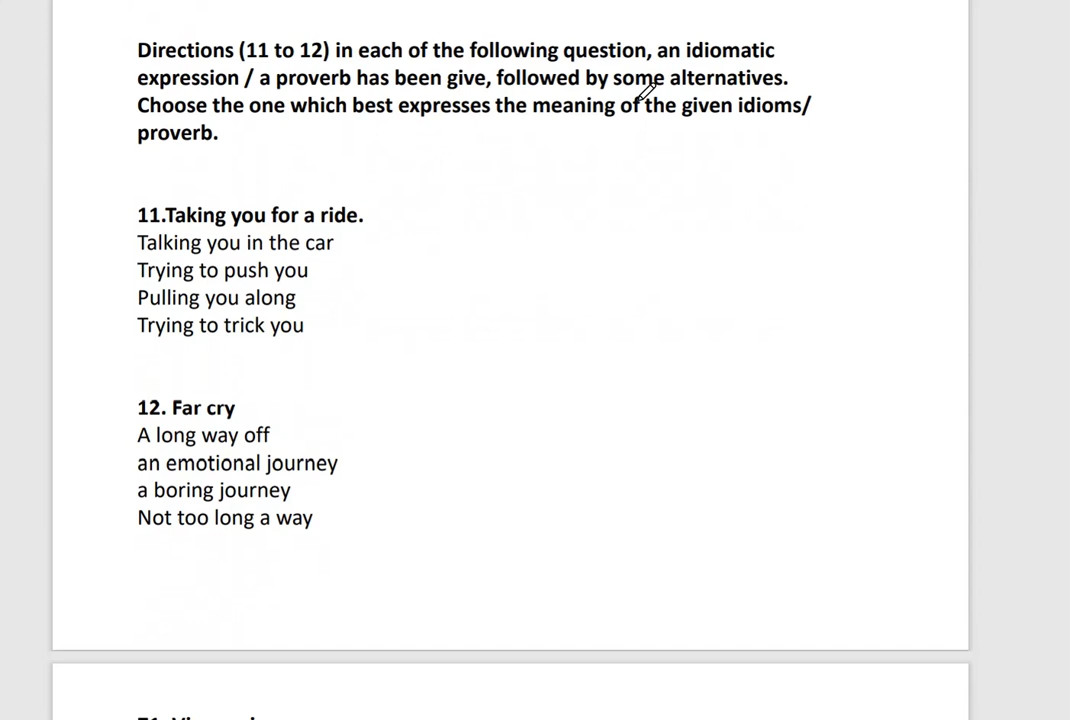 Directions (11 to 12) in each of the following question, an idiomatic
expression / a proverb has been give, followed by some alternatives.
Choose the one which best expresses the meaning of the given idioms/
proverb.
11.Taking you for a ride.
Talking you in the car
Trying to push you
Pulling you along
Trying to trick you
12. Far cry
A long way off
an emotional journey
a boring journey
Not too long a way